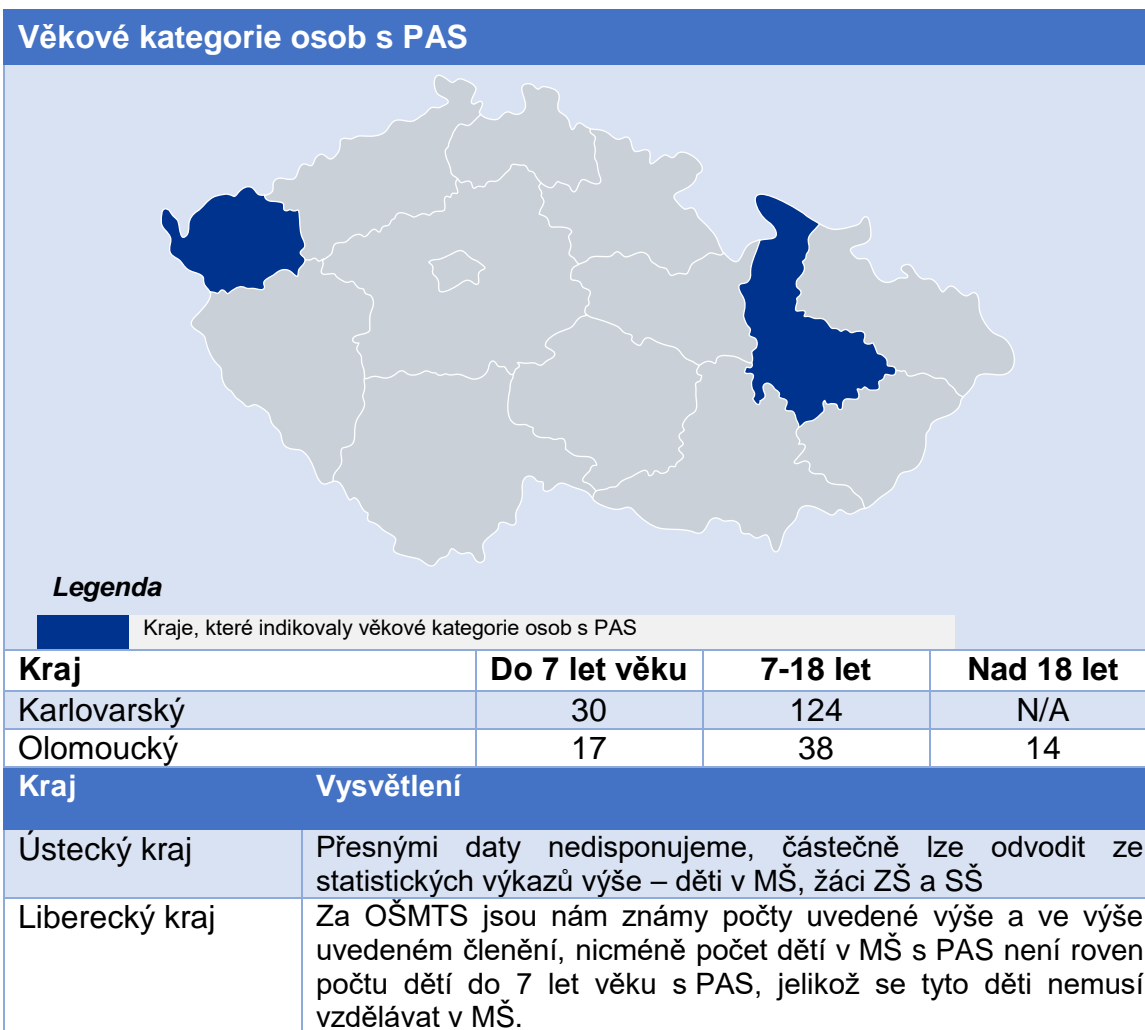 Věkové kategorie osob s PAS
Legenda
Kraje, které indikovaly věkové kategorie osob s PAS
Kraj Do 7 let věku 7-18 let Nad 18 let
Karlovarský 30 124 N/A
Olomoucký 17 38 14
Kraj Vysvětlení
Ústecký kraj Přesnými daty nedisponujeme, částečně lze odvodit ze
statistických výkazů výše – děti v MŠ, žáci ZŠ a SŠ
Liberecký kraj Za OŠMTS jsou nám známy počty uvedené výše a ve výše
uvedeném členění, nicméně počet dětí v MŠ s PAS není roven
počtu dětí do 7 let věku s PAS, jelikož se tyto děti nemusí
vzdělávat v MŠ.